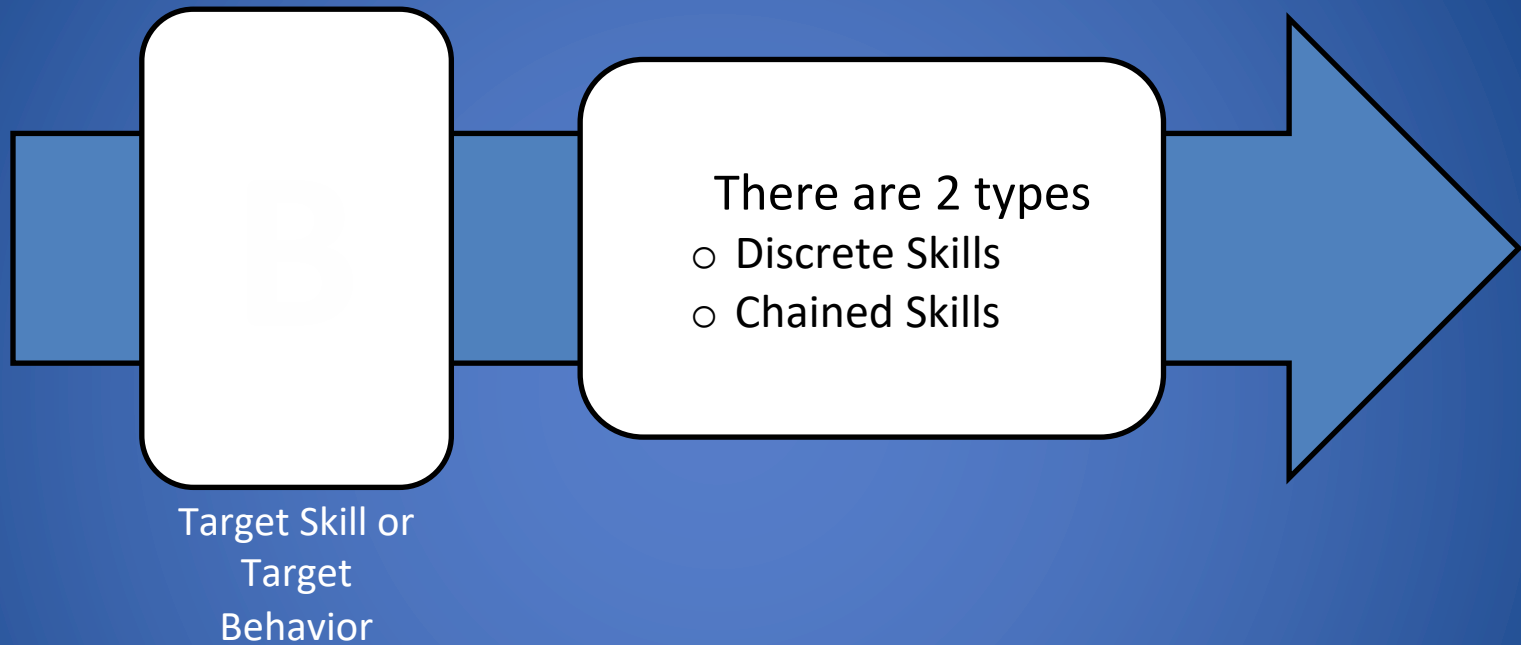 B
There are 2 types
○ Discrete Skills
○ Chained Skills
Target Skill or
Target
Behavior